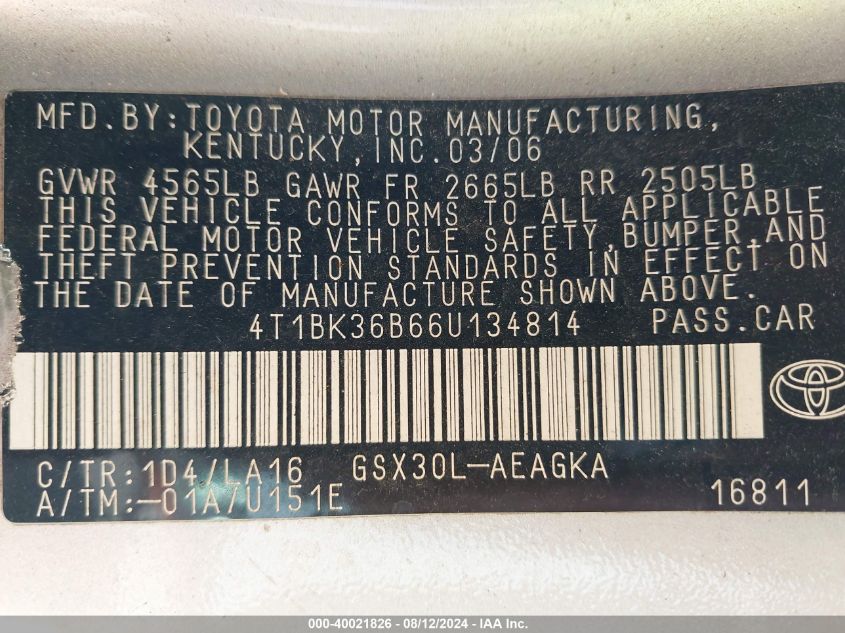 MFD.BY:TOYOTA MOTOR MANUFACTURING,
KENTUCKY,INC.03/06
GVWR 4565LB GAWR FR 2665LB RR 2505LB
THIS VEHICLE CONFORMS TO ALL APPLICABLE
FEDERAL MOTOR VEHICLE SAFETY,BUMPER,AND
THEFT PREVENTION STANDARDS IN EFFECT ON
THE DATE OF MANUFACTURE SHOWN ABOVE.
4T1BK36B66U134814 PASS.CAR
C/TR:1D4/LA16 GSX30L-AEAGKA
A/TM:-01A/U151E 16811
000-40021826 - 08/12/2024 - IAA Inc.